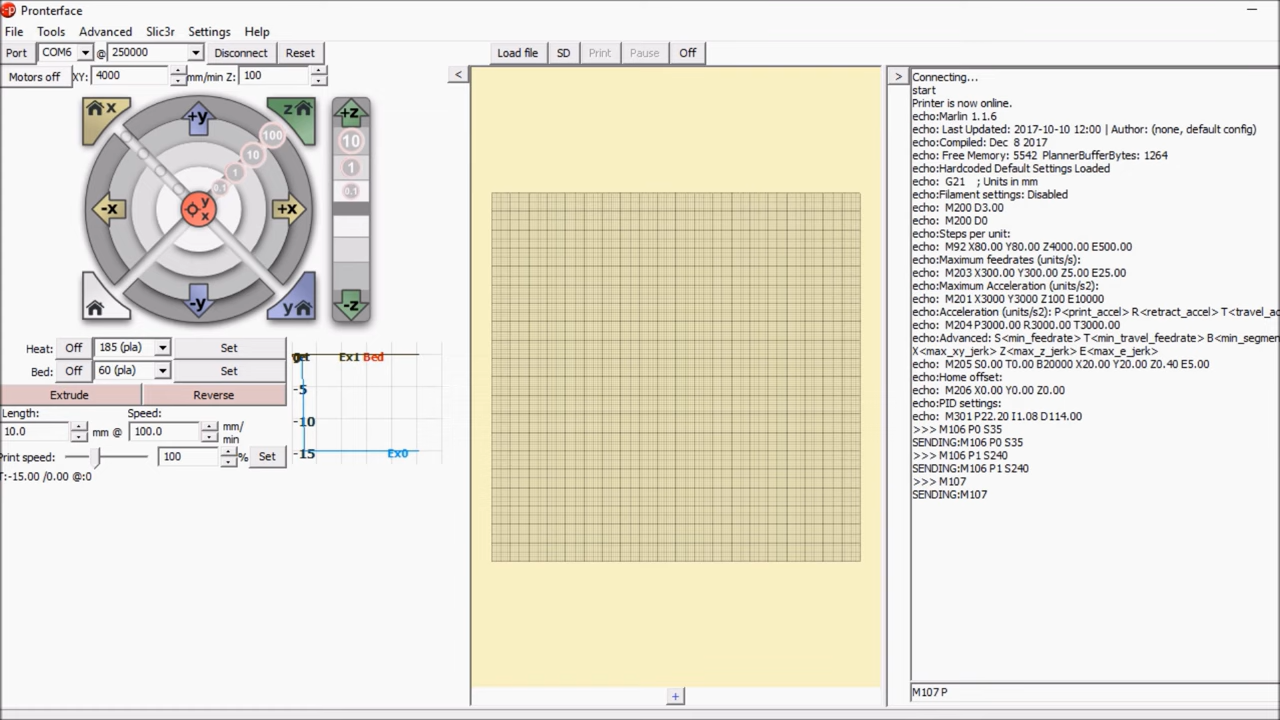 Pronterface
File Tools Advanced Slic3r Settings Help
Port COM6 @ 250000 Disconnect Reset Load file SD Print Pause Off
Motors off XY: 4000 mm/min Z: 100
< >
x +y z
100
10
1
0.1
-x y x +x
-y y
+z
10
1
0.1
-z
Heat: Off 185 (pla) Set
Bed: Off 60 (pla) Set
Extrude Reverse
Length: Speed:
10.0 mm @ 100.0 mm/
min
Print speed: 100 % Set
T:-15.00 /0.00 @:0
Ex1 Bed
-5
-10
-15 Ex0
+
Connecting...
start
Printer is now online.
echo:Marlin 1.1.6
echo: Last Updated: 2017-10-10 12:00 | Author: (none, default config)
echo:Compiled: Dec 8 2017
echo: Free Memory: 5542 PlannerBufferBytes: 1264
echo:Hardcoded Default Settings Loaded
echo: G21 ; Units in mm
echo:Filament settings: Disabled
echo: M200 D3.00
echo: M200 D0
echo:Steps per unit:
echo: M92 X80.00 Y80.00 Z4000.00 E500.00
echo:Maximum feedrates (units/s):
echo: M203 X300.00 Y300.00 Z5.00 E25.00
echo:Maximum Acceleration (units/s2):
echo: M201 X3000 Y3000 Z100 E10000
echo:Acceleration (units/s2): P<print_accel> R<retract_accel> T<travel_ac
echo: M204 P3000.00 R3000.00 T3000.00
echo:Advanced: S<min_feedrate> T<min_travel_feedrate> B<min_segmen
X<max_xy_jerk> Z<max_z_jerk> E<max_e_jerk>
echo: M205 S0.00 T0.00 B20000 X20.00 Y20.00 Z0.40 E5.00
echo:Home offset:
echo: M206 X0.00 Y0.00 Z0.00
echo:PID settings:
echo: M301 P22.20 I1.08 D114.00
>>> M106 P0 S35
SENDING:M106 P0 S35
>>> M106 P1 S240
SENDING:M106 P1 S240
>>> M107
SENDING:M107
M107 P